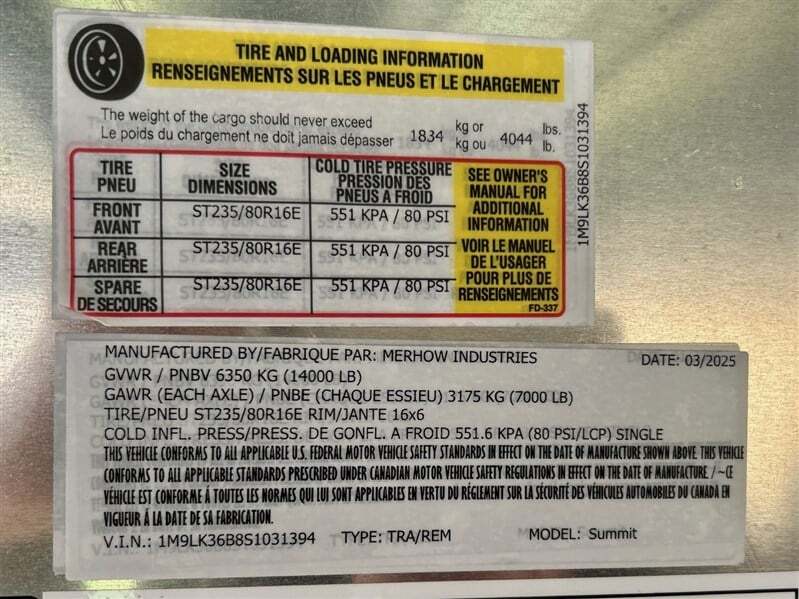 TIRE AND LOADING INFORMATION
RENSEIGNEMENTS SUR LES PNEUS ET LE CHARGEMENT
The weight of the cargo should never exceed
Le poids du chargement ne doit jamais dépasser 1834 kg or kg ou 4044 lbs. lb.
1M9LK36B8S1031394
TIRE PNEU SIZE DIMENSIONS COLD TIRE PRESSURE PRESSION DES PNEUS A FROID
FRONT AVANT ST235/80R16E 551 KPA / 80 PSI
REAR ARRIÈRE ST235/80R16E 551 KPA / 80 PSI
SPARE DE SECOURS ST235/80R16E 551 KPA / 80 PSI
SEE OWNER'S
MANUAL FOR
ADDITIONAL
INFORMATION
VOIR LE MANUEL
DE L'USAGER
POUR PLUS DE
RENSEIGNEMENTS
FD-337
MANUFACTURED BY/FABRIQUE PAR: MERHOW INDUSTRIES DATE: 03/2025
GVWR / PNBV 6350 KG (14000 LB)
GAWR (EACH AXLE) / PNBE (CHAQUE ESSIEU) 3175 KG (7000 LB)
TIRE/PNEU ST235/80R16E RIM/JANTE 16x6
COLD INFL. PRESS/PRESS. DE GONFL. A FROID 551.6 KPA (80 PSI/LCP) SINGLE
THIS VEHICLE CONFORMS TO ALL APPLICABLE U.S. FEDERAL MOTOR VEHICLE SAFETY STANDARDS IN EFFECT ON THE DATE OF MANUFACTURE SHOWN ABOVE. THIS VEHICLE
CONFORMS TO ALL APPLICABLE STANDARDS PRESCRIBED UNDER CANADIAN MOTOR VEHICLE SAFETY REGULATIONS IN EFFECT ON THE DATE OF MANUFACTURE. / ~CE
VÉHICLE EST CONFORME À TOUTES LES NORMES QUI LUI SONT APPLICABLES EN VERTU DU RÉGLEMENT SUR LA SÉCURITÉ DES VÉHICULES AUTOMOBILES DU CANADA EN
VIGUEUR À LA DATE DE SA FABRICATION.
V.I.N.: 1M9LK36B8S1031394 TYPE: TRA/REM MODEL: Summit